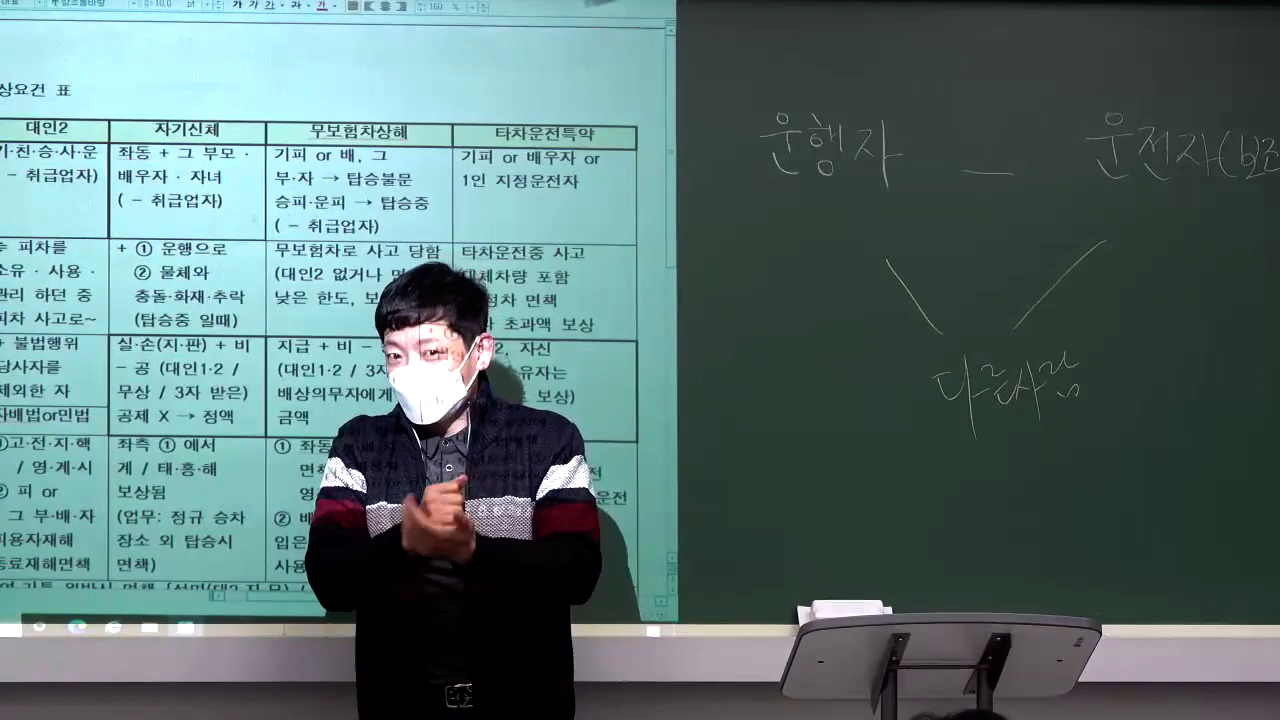 상요건 표
대인2 자기신체 무보험차상해 타차운전특약
기·친·승·사·운 좌동 + 그 부모 · 기피 or 배, 그 기피 or 배우자 or
- 취급업자) 배우자 · 자녀 부·자 → 탑승불문 1인 지정운전자
( - 취급업자) 승피·운피 → 탑승중
( - 취급업자)
피차를 + ① 운행으로 무보험차로 사고 당함 타차운전중 사고
소유 · 사용 · ② 물체와 (대인2 없거나 대체차량 포함
관리 하던 중 충돌·화재·추락 낮은 한도, 면책
피차 사고로~ (탑승중 일때) 초과액 보상
+ 불법행위 실·손(지·판) + 비 지급 + 비 - 자신
당사자를 - 공 (대인1·2 / (대인1·2 / 유자는
제외한 자 무상 / 3자 받은) 배상의무자에게 보상)
자배법or민법 공제 X → 정액 금액
①고·전·지·핵 좌측 ① 에서 ① 좌동
/ 영·계·시 계 / 태·홍·해 면책 전
② 피 or 보상됨 영 운전
그 부·배·자 (업무: 정규 승차 ②
피용자재해 장소 외 탑승시 입은
동료재해면책 면책) 사용
운행자 — 운전자(보조
다른사람